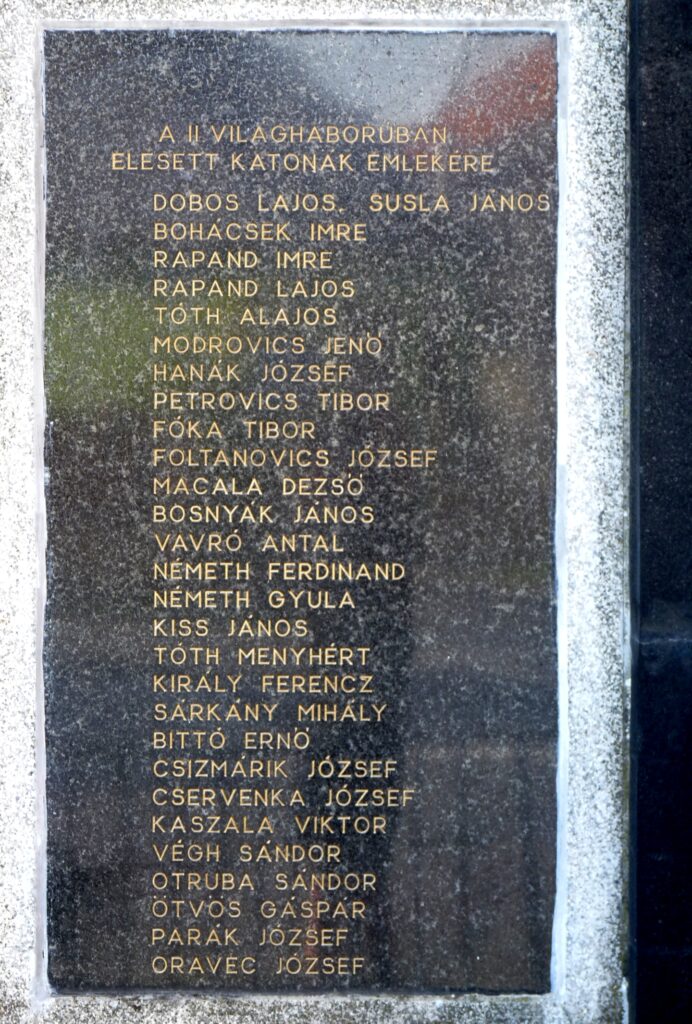 A II VILÁGHÁBORÚBAN
ELESETT KATONÁK EMLÉKÉRE
DOBOS LAJOS. SUSLA JÁNOS
BOHÁCSEK IMRE
RAPAND IMRE
RAPAND LAJOS
TÓTH ALAJOS
MODROVICS JENÖ
HANÁK JÓZSEF
PETROVICS TIBOR
FÓKA TIBOR
FOLTANOVICS JÓZSEF
MACALA DEZSÖ
BOSNYÁK JÁNOS
VAVRÓ ANTAL
NÉMETH FERDINAND
NÉMETH GYULA
KISS JÁNOS
TÓTH MENYHÉRT
KIRÁLY FERENCZ
SÁRKÁNY MIHÁLY
BITTÓ ERNÖ
CSIZMÁRIK JÓZSEF
CSERVENKA JÓZSEF
KASZALA VIKTOR
VÉGH SÁNDOR
OTRUBA SÁNDOR
ÖTVÖS GÁSPÁR
PARÁK JÓZSEF
ORAVEC JÓZSEF